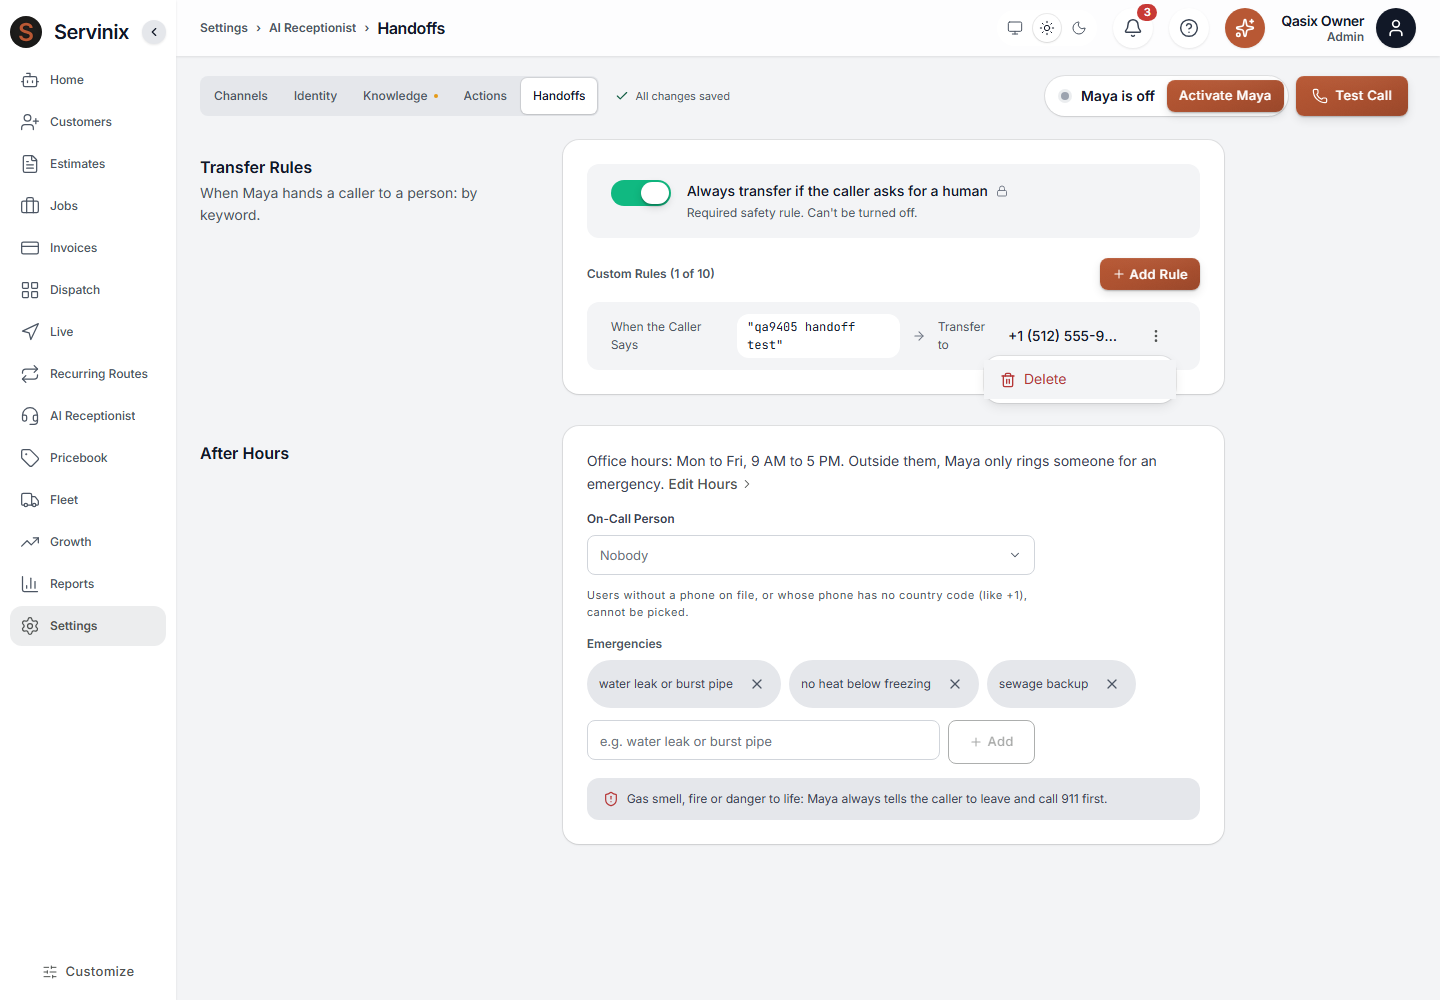 Servinix
Settings › AI Receptionist › Handoffs
3
Qasix Owner
Admin
Home
Customers
Estimates
Jobs
Invoices
Dispatch
Live
Recurring Routes
AI Receptionist
Pricebook
Fleet
Growth
Reports
Settings
Customize
Channels
Identity
Knowledge
Actions
Handoffs
All changes saved
Maya is off
Activate Maya
Test Call
Transfer Rules
When Maya hands a caller to a person: by
keyword.
Always transfer if the caller asks for a human
Required safety rule. Can't be turned off.
Custom Rules (1 of 10)
+ Add Rule
When the Caller
Says
"qa9405 handoff
test"
→
Transfer
to
+1 (512) 555-9...
Delete
After Hours
Office hours: Mon to Fri, 9 AM to 5 PM. Outside them, Maya only rings someone for an
emergency. Edit Hours ›
On-Call Person
Nobody
Users without a phone on file, or whose phone has no country code (like +1),
cannot be picked.
Emergencies
water leak or burst pipe
no heat below freezing
sewage backup
e.g. water leak or burst pipe
+ Add
Gas smell, fire or danger to life: Maya always tells the caller to leave and call 911 first.